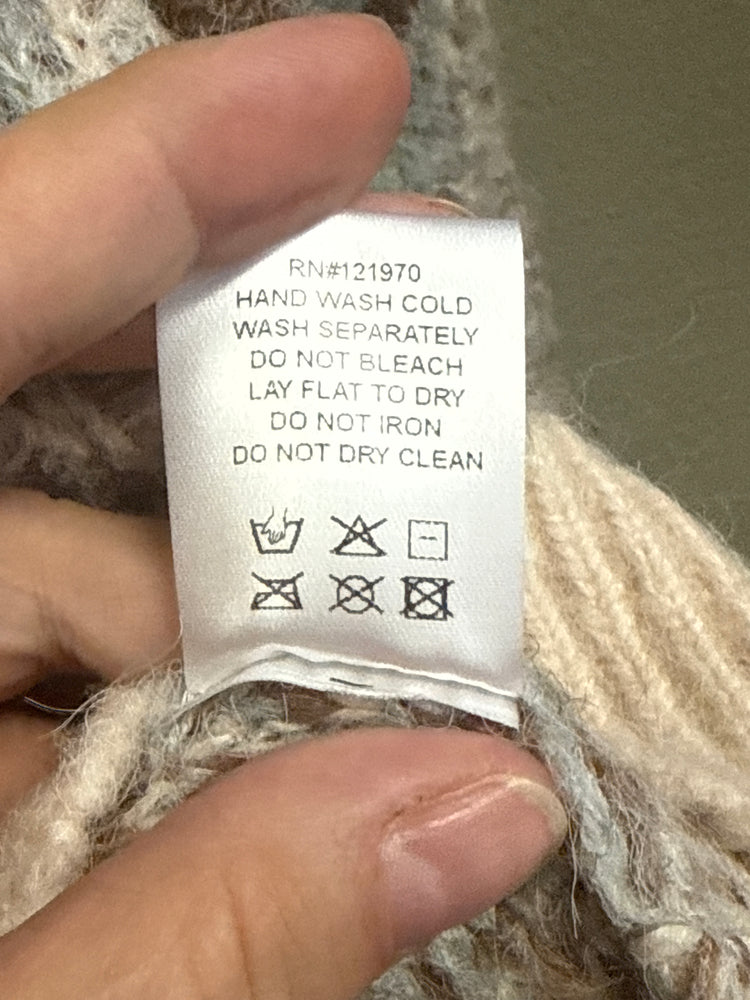 RN#121970
HAND WASH COLD
WASH SEPARATELY
DO NOT BLEACH
LAY FLAT TO DRY
DO NOT IRON
DO NOT DRY CLEAN